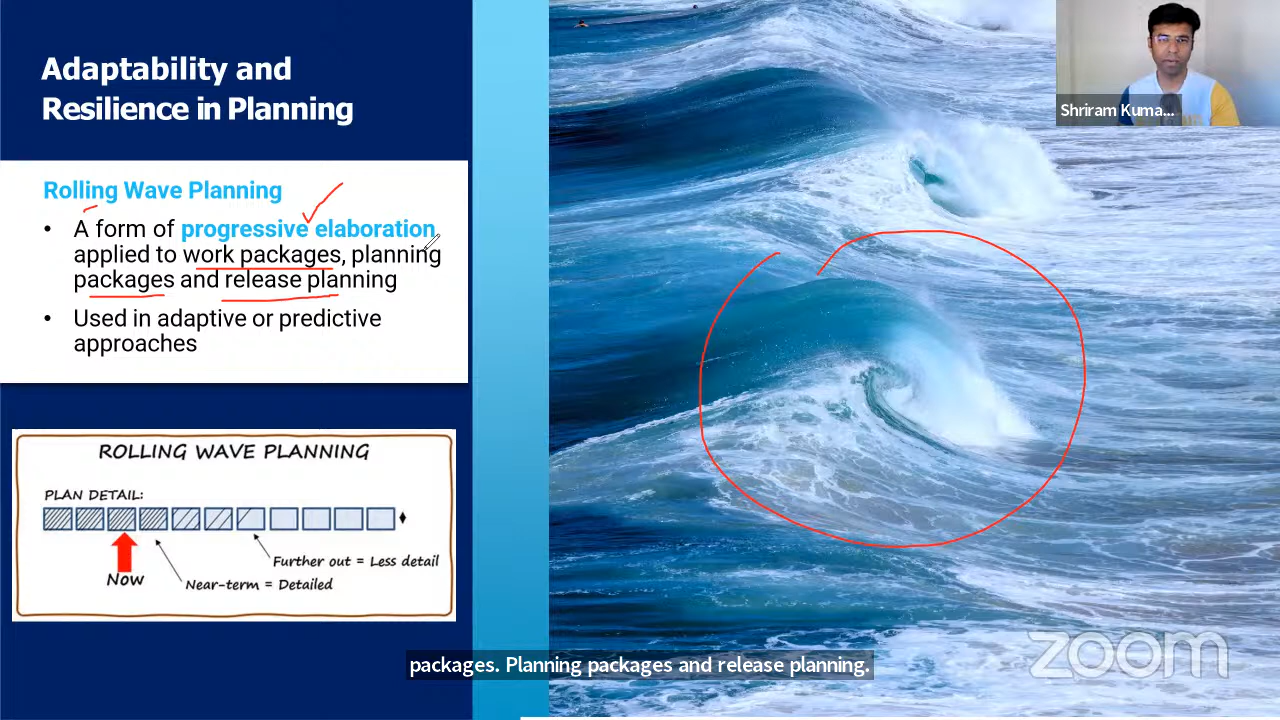 Adaptability and
Resilience in Planning
Shriram Kuma...
Rolling Wave Planning
• A form of progressive elaboration
applied to work packages, planning
packages and release planning
• Used in adaptive or predictive
approaches
ROLLING WAVE PLANNING
PLAN DETAIL:
Further out = Less detail
Now
Near-term = Detailed
packages. Planning packages and release planning.
zoom